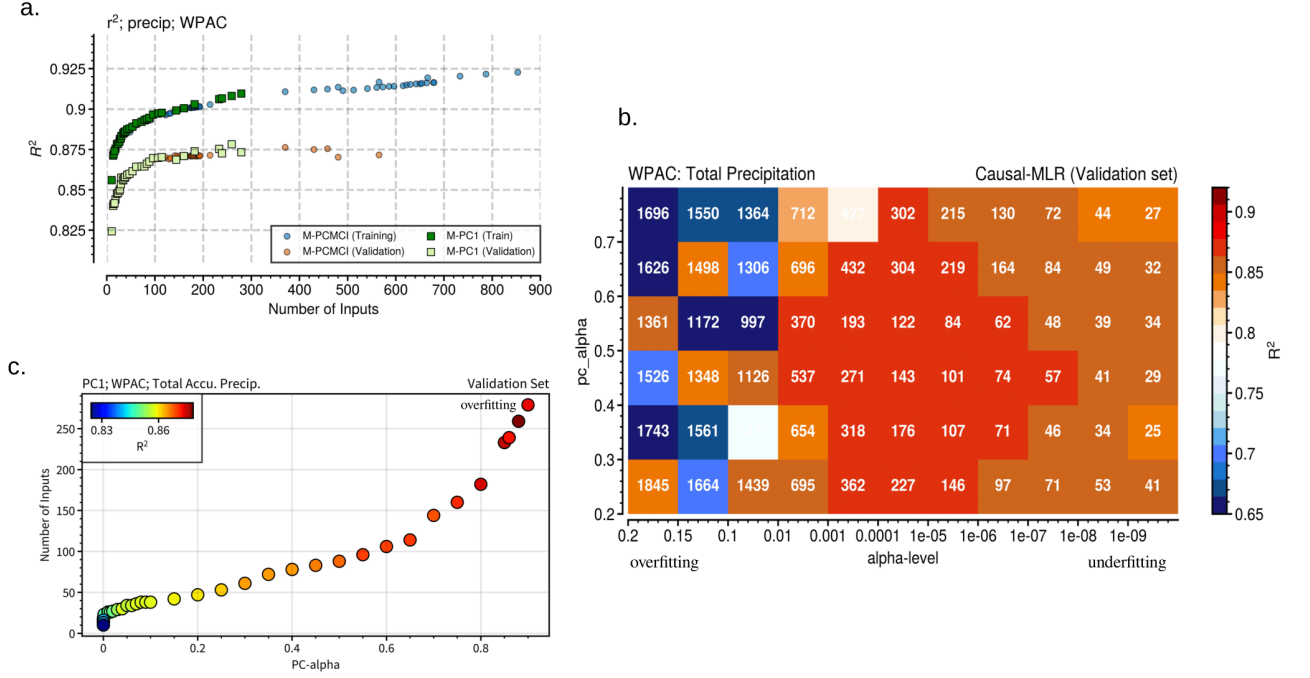 a.
r²; precip; WPAC
0.925
0.9
0.875
0.85
0.825
R²
M-PCMCI (Training)
M-PCMCI (Validation)
M-PC1 (Train)
M-PC1 (Validation)
0 100 200 300 400 500 600 700 800 900
Number of Inputs
b.
WPAC: Total Precipitation Causal-MLR (Validation set)
1696 1550 1364 712 427 302 215 130 72 44 27
1626 1498 1306 696 432 304 219 164 84 49 32
1361 1172 997 370 193 122 84 62 48 39 34
1526 1348 1126 537 271 143 101 74 57 41 29
1743 1561 654 318 176 107 71 46 34 25
1845 1664 1439 695 362 227 146 97 71 53 41
0.7
0.6
0.5
0.4
0.3
0.2
pc_alpha
0.2 0.15 0.1 0.01 0.001 0.0001 1e-05 1e-06 1e-07 1e-08 1e-09
overfitting alpha-level underfitting
0.9
0.85
0.8
0.75
0.7
0.65
R²
c.
PC1; WPAC; Total Accu. Precip. Validation Set
overfitting
0.83 0.86
R²
250
200
150
100
50
0
Number of Inputs
0 0.2 0.4 0.6 0.8
PC-alpha